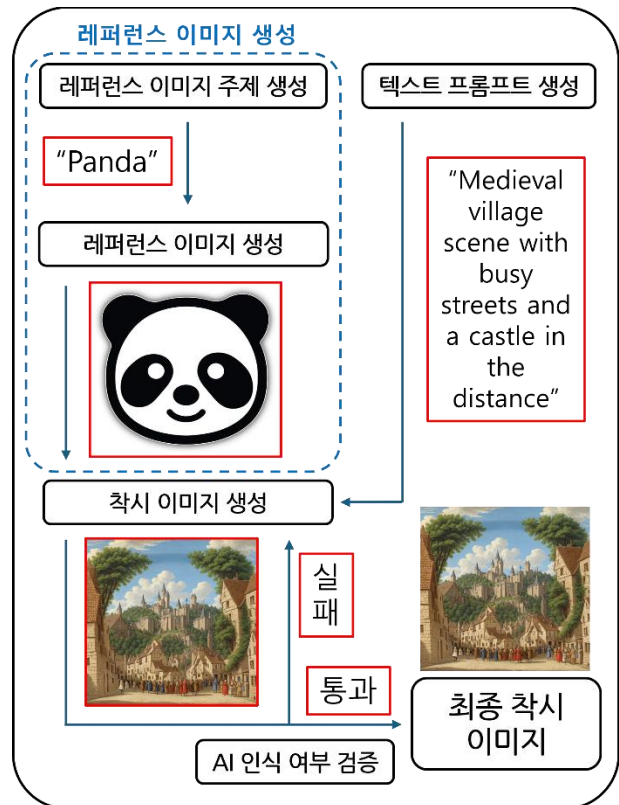 레퍼런스 이미지 생성
레퍼런스 이미지 주제 생성
텍스트 프롬프트 생성
“Panda”
“Medieval
village
scene with
busy
streets and
a castle in
the
distance”
레퍼런스 이미지 생성
착시 이미지 생성
실
패
통과
최종 착시
이미지
AI 인식 여부 검증